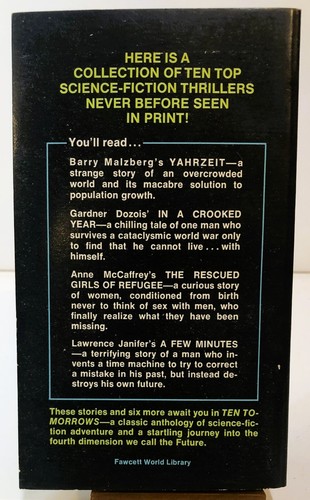 HERE IS A
COLLECTION OF TEN TOP
SCIENCE-FICTION THRILLERS
NEVER BEFORE SEEN
IN PRINT!
You'll read...
Barry Malzberg's YAHRZEIT—a
strange story of an overcrowded
world and its macabre solution to
population growth.
Gardner Dozois' IN A CROOKED
YEAR—a chilling tale of one man who
survives a cataclysmic world war only
to find that he cannot live...with
himself.
Anne McCaffrey's THE RESCUED
GIRLS OF REFUGEE—a curious story
of women, conditioned from birth
never to think of sex with men, who
finally realize what they have been
missing.
Lawrence Janifer's A FEW MINUTES
—a terrifying story of a man who in-
vents a time machine to try to correct
a mistake in his past, but instead de-
stroys his own future.
These stories and six more await you in TEN TO-
MORROWS—a classic anthology of science-fic-
tion adventure and a startling journey into the
fourth dimension we call the Future.
Fawcett World Library